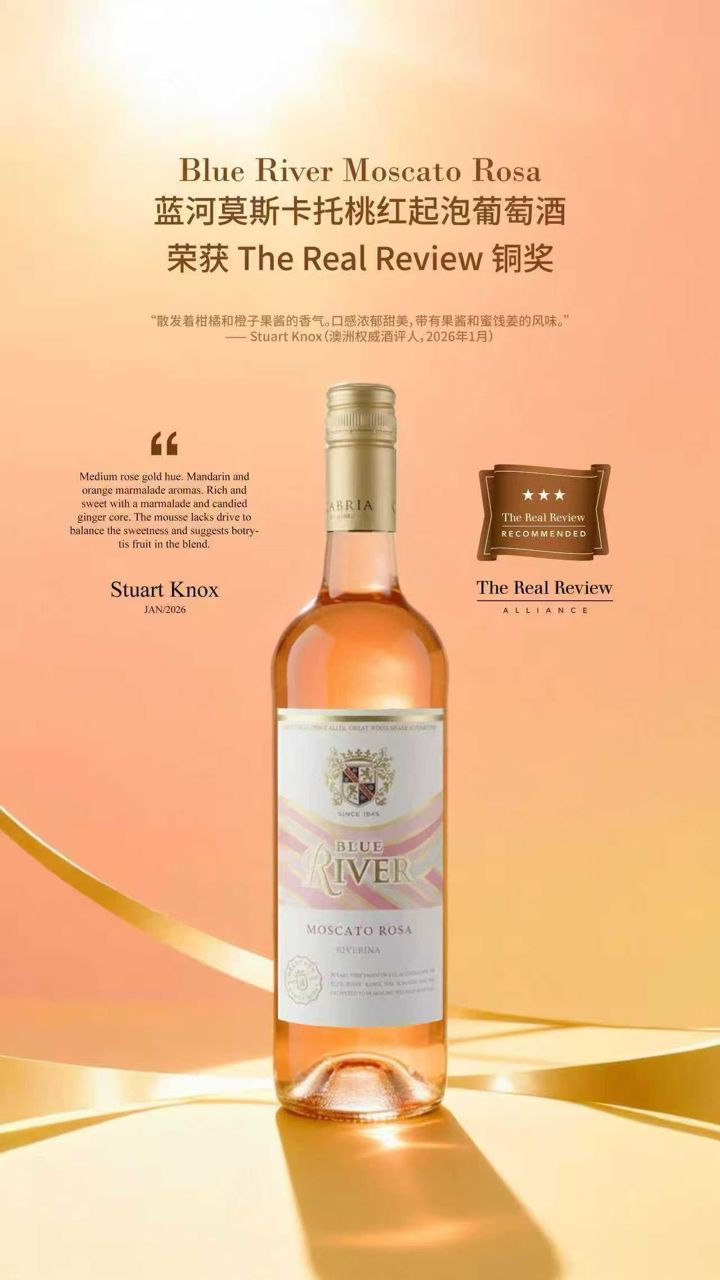 Blue River Moscato Rosa
蓝河莫斯卡托桃红起泡葡萄酒
荣获 The Real Review 铜奖
“散发着柑橘和橙子果酱的香气。口感浓郁甜美，带有果酱和蜜饯姜的风味。”
—— Stuart Knox（澳洲权威酒评人，2026年1月）
“
Medium rose gold hue. Mandarin and
orange marmalade aromas. Rich and
sweet with a marmalade and candied
ginger core. The mousse lacks drive to
balance the sweetness and suggests botry-
tis fruit in the blend.
Stuart Knox
JAN/2026
The Real Review
RECOMMENDED
The Real Review
ALLIANCE
ABRIA
SINCE 1945
BLUE
RIVER
MOSCATO ROSA
RIVERINA